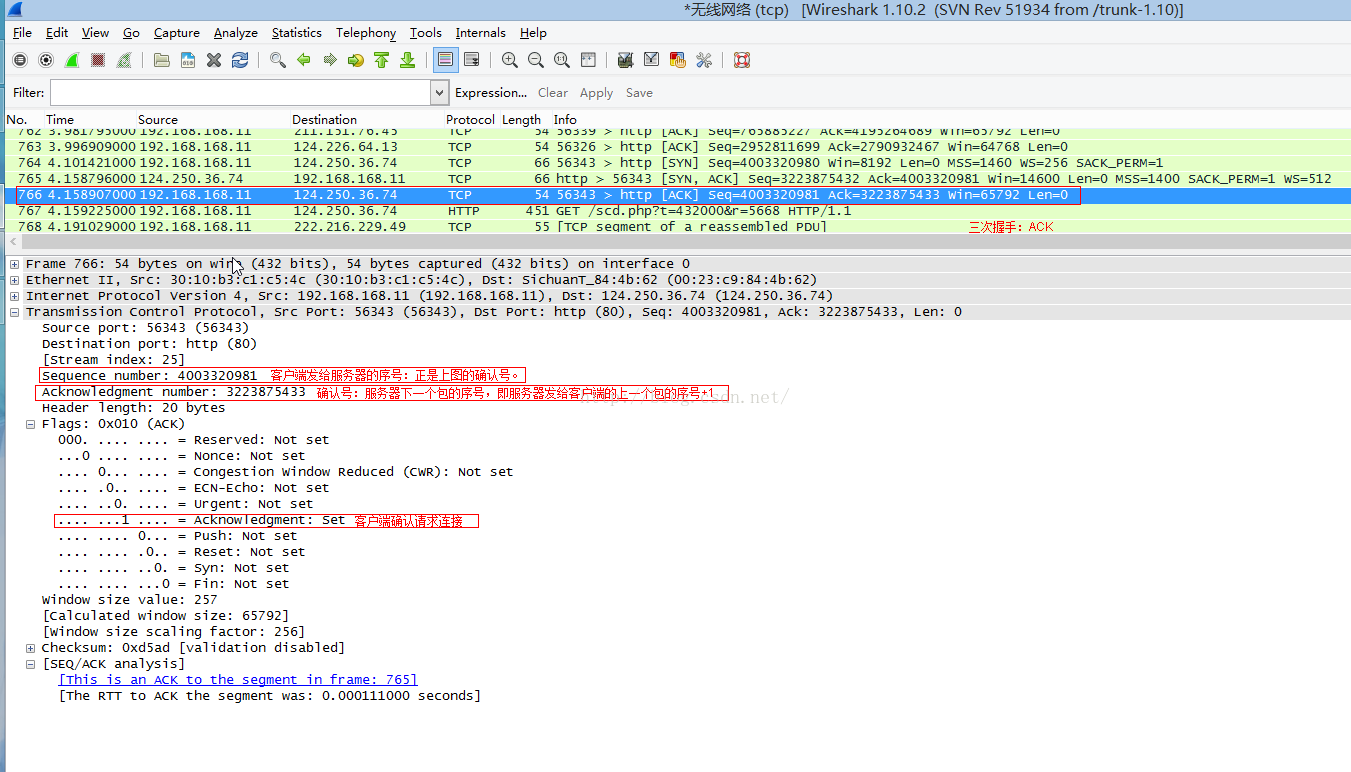 *无线网络 (tcp) [Wireshark 1.10.2 (SVN Rev 51934 from /trunk-1.10)]
File Edit View Go Capture Analyze Statistics Telephony Tools Internals Help
Filter: Expression... Clear Apply Save
No. Time Source Destination Protocol Length Info
762 3.981795000 192.168.168.11 211.151.76.45 TCP 54 56339 > http [ACK] Seq=765885227 Ack=4195264689 Win=65792 Len=0
763 3.996909000 192.168.168.11 124.226.64.13 TCP 54 56326 > http [ACK] Seq=2952811699 Ack=2790932467 Win=64768 Len=0
764 4.101421000 192.168.168.11 124.250.36.74 TCP 66 56343 > http [SYN] Seq=4003320980 Win=8192 Len=0 MSS=1460 WS=256 SACK_PERM=1
765 4.158796000 124.250.36.74 192.168.168.11 TCP 66 http > 56343 [SYN, ACK] Seq=3223875432 Ack=4003320981 Win=14600 Len=0 MSS=1400 SACK_PERM=1 WS=512
766 4.158907000 192.168.168.11 124.250.36.74 TCP 54 56343 > http [ACK] Seq=4003320981 Ack=3223875433 Win=65792 Len=0
767 4.159225000 192.168.168.11 124.250.36.74 HTTP 451 GET /scd.php?t=432000&r=5668 HTTP/1.1
768 4.191029000 192.168.168.11 222.216.229.49 TCP 55 [TCP segment of a reassembled PDU]
三次握手：ACK
Frame 766: 54 bytes on wire (432 bits), 54 bytes captured (432 bits) on interface 0
Ethernet II, Src: 30:10:b3:c1:c5:4c (30:10:b3:c1:c5:4c), Dst: SichuanT_84:4b:62 (00:23:c9:84:4b:62)
Internet Protocol Version 4, Src: 192.168.168.11 (192.168.168.11), Dst: 124.250.36.74 (124.250.36.74)
Transmission Control Protocol, Src Port: 56343 (56343), Dst Port: http (80), Seq: 4003320981, Ack: 3223875433, Len: 0
Source port: 56343 (56343)
Destination port: http (80)
[Stream index: 25]
Sequence number: 4003320981 客户端发给服务器的序号：正是上图的确认号。
Acknowledgment number: 3223875433 确认号：服务器下一个包的序号，即服务器发给客户端的上一个包的序号+1
Header length: 20 bytes
Flags: 0x010 (ACK)
000. .... .... = Reserved: Not set
...0 .... .... = Nonce: Not set
.... 0... .... = Congestion Window Reduced (CWR): Not set
.... .0.. .... = ECN-Echo: Not set
.... ..0. .... = Urgent: Not set
.... ...1 .... = Acknowledgment: Set 客户端确认请求连接
.... .... 0... = Push: Not set
.... .... .0.. = Reset: Not set
.... .... ..0. = Syn: Not set
.... .... ...0 = Fin: Not set
Window size value: 257
[Calculated window size: 65792]
[Window size scaling factor: 256]
Checksum: 0xd5ad [validation disabled]
[SEQ/ACK analysis]
[This is an ACK to the segment in frame: 765]
[The RTT to ACK the segment was: 0.000111000 seconds]